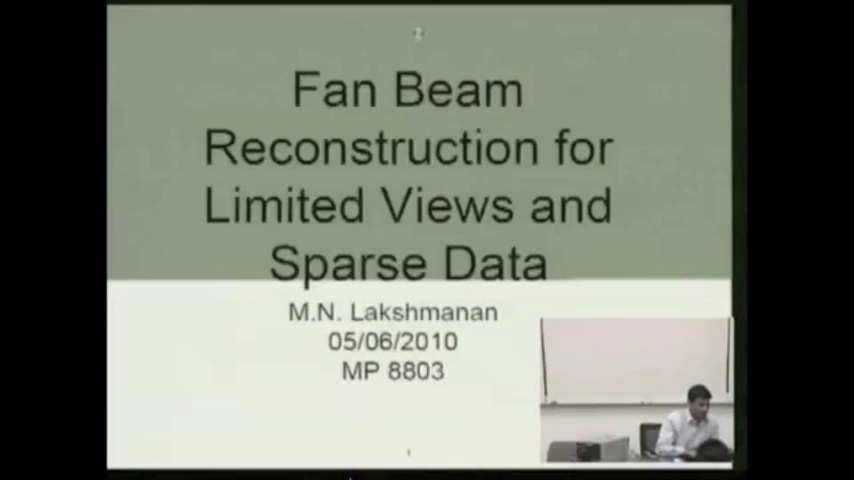 Fan Beam
Reconstruction for
Limited Views and
Sparse Data
M.N. Lakshmanan
05/06/2010
MP 8803